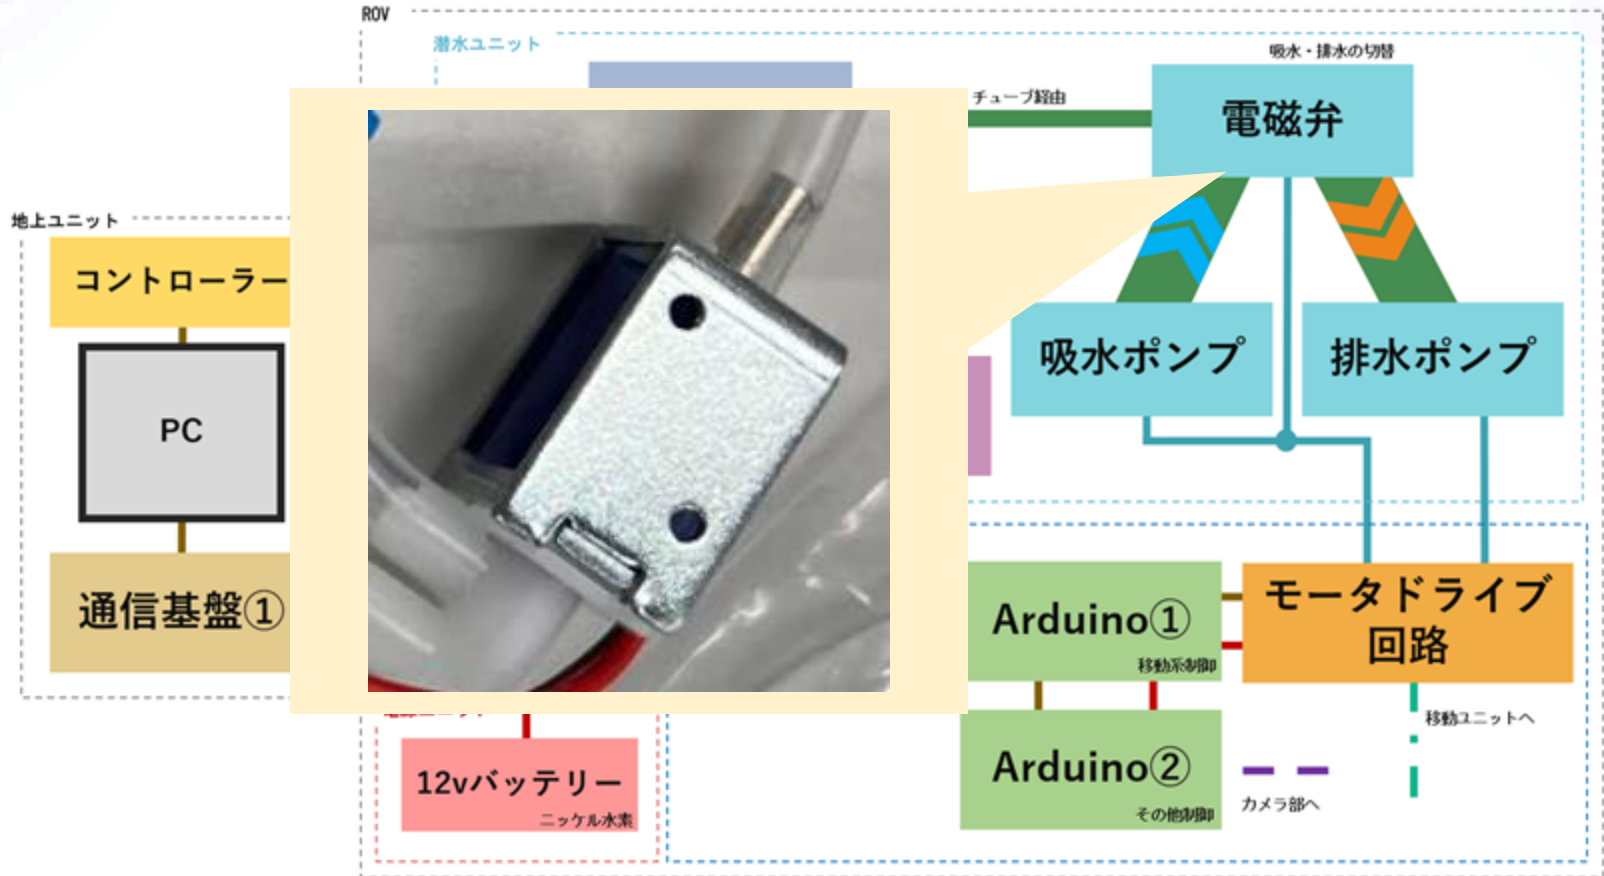 ROV
潜水ユニット
吸水・排水の切替
チューブ経由
電磁弁
地上ユニット
コントローラー
吸水ポンプ
排水ポンプ
PC
通信基盤①
Arduino①
移動系制御
モータドライブ
回路
移動ユニットへ
12vバッテリー
ニッケル水素
Arduino②
その他制御
カメラ部へ